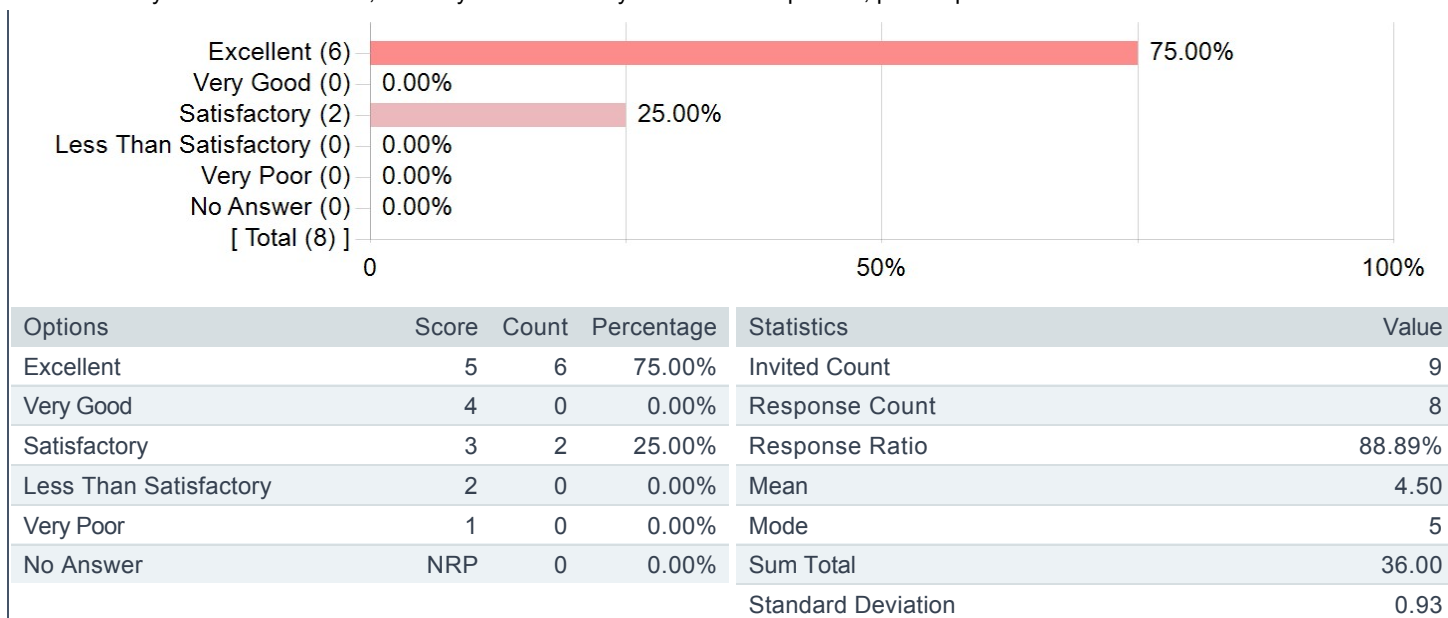 Excellent (6) 75.00%
Very Good (0) 0.00%
Satisfactory (2) 25.00%
Less Than Satisfactory (0) 0.00%
Very Poor (0) 0.00%
No Answer (0) 0.00%
[ Total (8) ]
0 50% 100%
Options Score Count Percentage
Excellent 5 6 75.00%
Very Good 4 0 0.00%
Satisfactory 3 2 25.00%
Less Than Satisfactory 2 0 0.00%
Very Poor 1 0 0.00%
No Answer NRP 0 0.00%
Statistics Value
Invited Count 9
Response Count 8
Response Ratio 88.89%
Mean 4.50
Mode 5
Sum Total 36.00
Standard Deviation 0.93